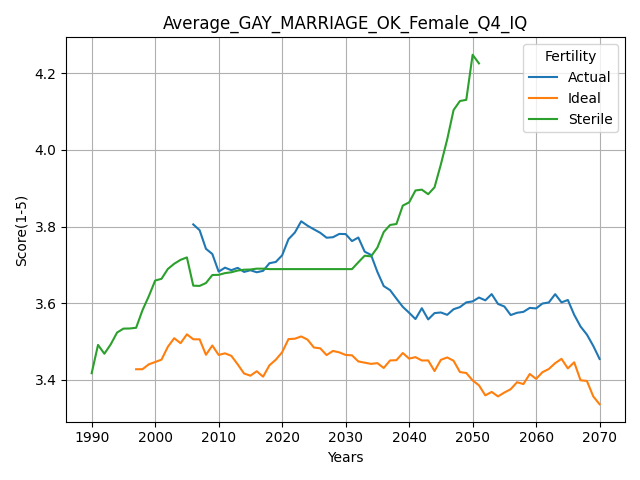 Average_GAY_MARRIAGE_OK_Female_Q4_IQ
Fertility
Actual
Ideal
Sterile
Score(1-5)
4.2
4.0
3.8
3.6
3.4
1990 2000 2010 2020 2030 2040 2050 2060 2070
Years